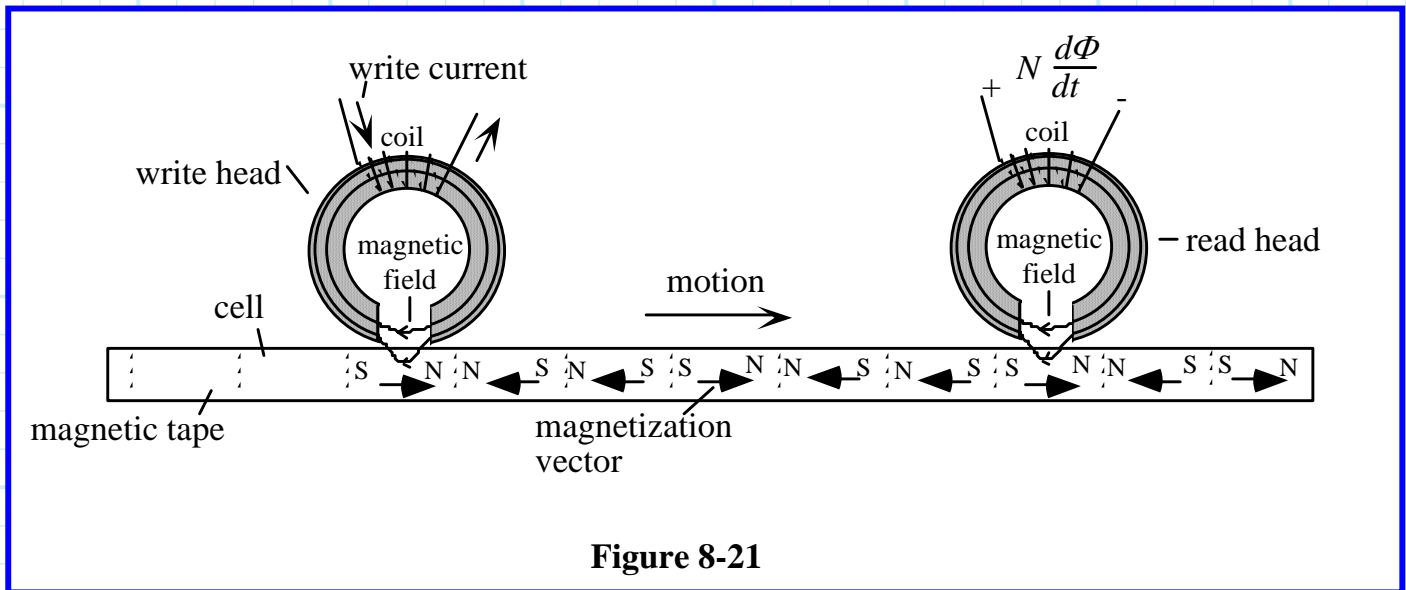 write current
+ N dΦ/dt -
coil
coil
write head
magnetic
field
magnetic
field
read head
motion
cell
S N N S N S S N N S N S S N N S S N
magnetic tape
magnetization
vector
Figure 8-21